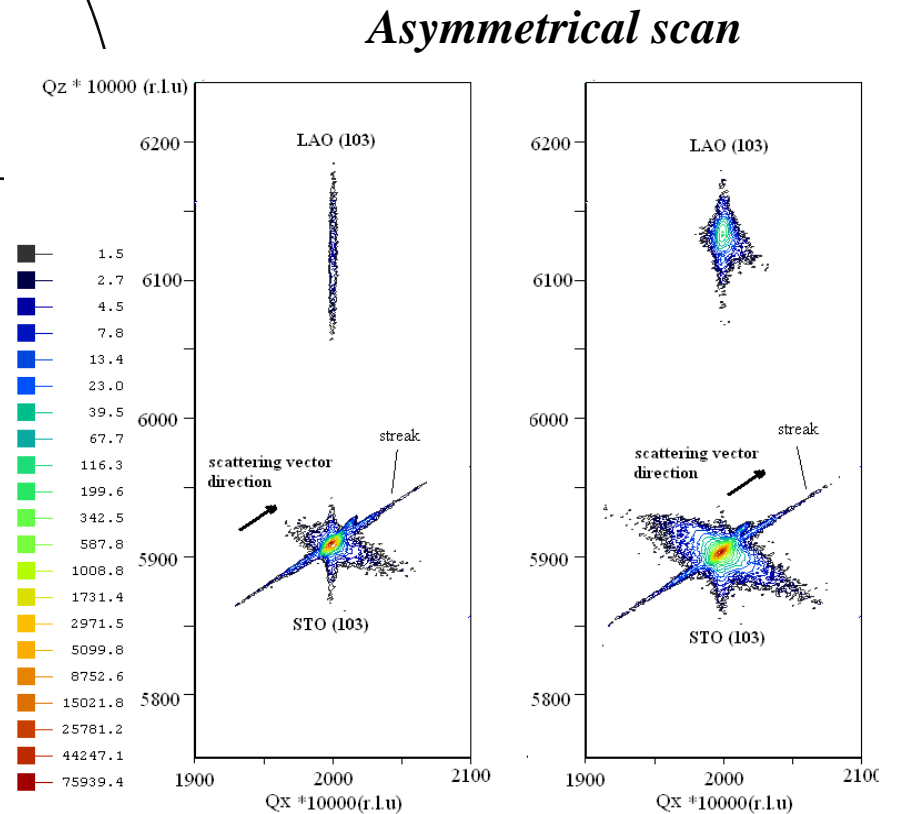 Asymmetrical scan
Qz * 10000 (r.l.u)
6200
LAO (103)
6100
6000
streak
scattering vector
direction
5900
STO (103)
5800
1900
2000
2100
Qx *10000(r.l.u)
6200
LAO (103)
6100
6000
streak
scattering vector
direction
5900
STO (103)
5800
1900
2000
Qx *10000(r.l.u)
1.5
2.7
4.5
7.8
13.4
23.0
39.5
67.7
116.3
199.6
342.5
587.8
1008.8
1731.4
2971.5
5099.8
8752.6
15021.8
25781.2
44247.1
75939.4